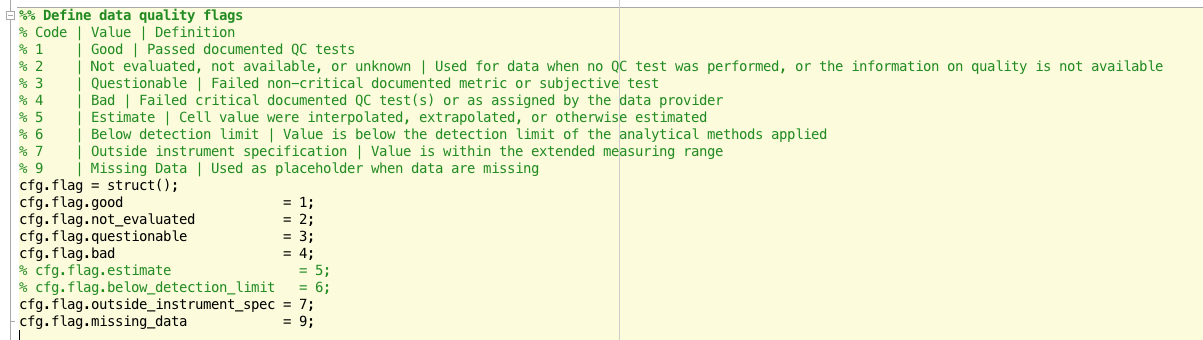 %% Define data quality flags
% Code | Value | Definition
% 1    | Good | Passed documented QC tests
% 2    | Not evaluated, not available, or unknown | Used for data when no QC test was performed, or the information on quality is not available
% 3    | Questionable | Failed non-critical documented metric or subjective test
% 4    | Bad | Failed critical documented QC test(s) or as assigned by the data provider
% 5    | Estimate | Cell value were interpolated, extrapolated, or otherwise estimated
% 6    | Below detection limit | Value is below the detection limit of the analytical methods applied
% 7    | Outside instrument specification | Value is within the extended measuring range
% 9    | Missing Data | Used as placeholder when data are missing
cfg.flag = struct();
cfg.flag.good                    = 1;
cfg.flag.not_evaluated           = 2;
cfg.flag.questionable            = 3;
cfg.flag.bad                     = 4;
% cfg.flag.estimate                = 5;
% cfg.flag.below_detection_limit   = 6;
cfg.flag.outside_instrument_spec = 7;
cfg.flag.missing_data            = 9;